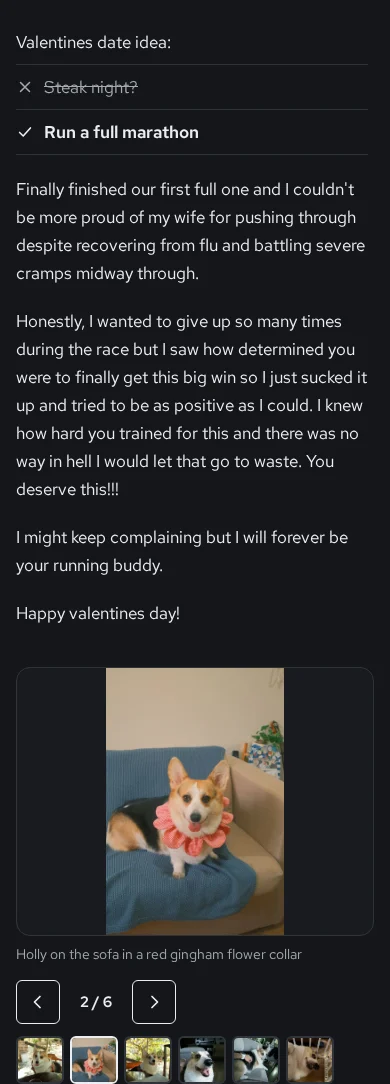 Valentines date idea:
Steak night?
Run a full marathon
Finally finished our first full one and I couldn't
be more proud of my wife for pushing through
despite recovering from flu and battling severe
cramps midway through.
Honestly, I wanted to give up so many times
during the race but I saw how determined you
were to finally get this big win so I just sucked it
up and tried to be as positive as I could. I knew
how hard you trained for this and there was no
way in hell I would let that go to waste. You
deserve this!!!
I might keep complaining but I will forever be
your running buddy.
Happy valentines day!
Holly on the sofa in a red gingham flower collar
2 / 6